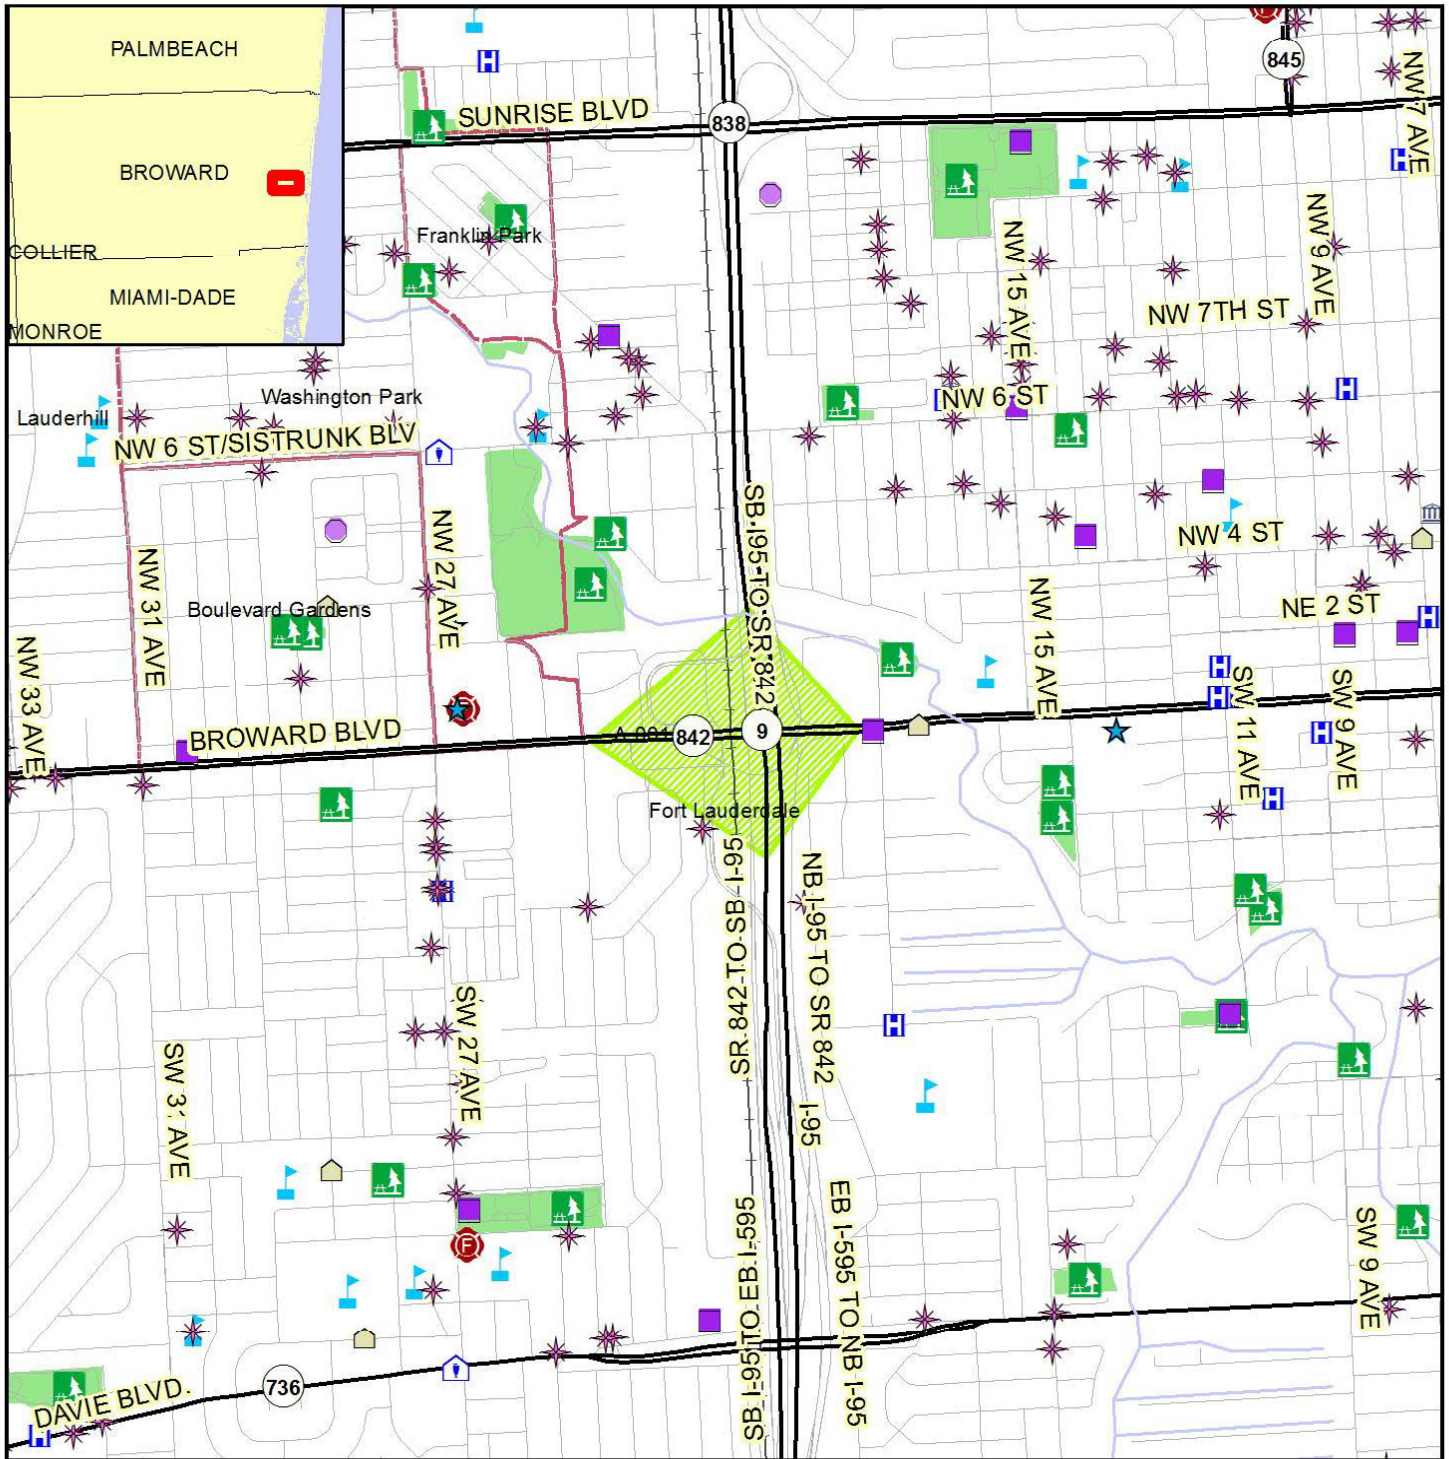 PALMBEACH
BROWARD
COLLIER
MIAMI-DADE
MONROE
SUNRISE BLVD
838
845
NW 7 AVE
Franklin Park
NW 15 AVE
NW 9 AVE
NW 7TH ST
Washington Park
Lauderhill
NW 6 ST
NW 6 ST/SISTRUNK BLV
SB I95 TO SR 842
NW 27 AVE
NW 4 ST
NW 31 AVE
Boulevard Gardens
NW 15 AVE
NE 2 ST
NW 33 AVE
SW 11 AVE
SW 9 AVE
BROWARD BLVD
842
9
Fort Lauderdale
SR 842 TO SB I-95
NB I-95 TO SR 842
SW 27 AVE
SW 31 AVE
I-95
SB I-95 TO EB I-595
EB I-595 TO NB I-95
SW 9 AVE
F
736
DAVIE BLVD.